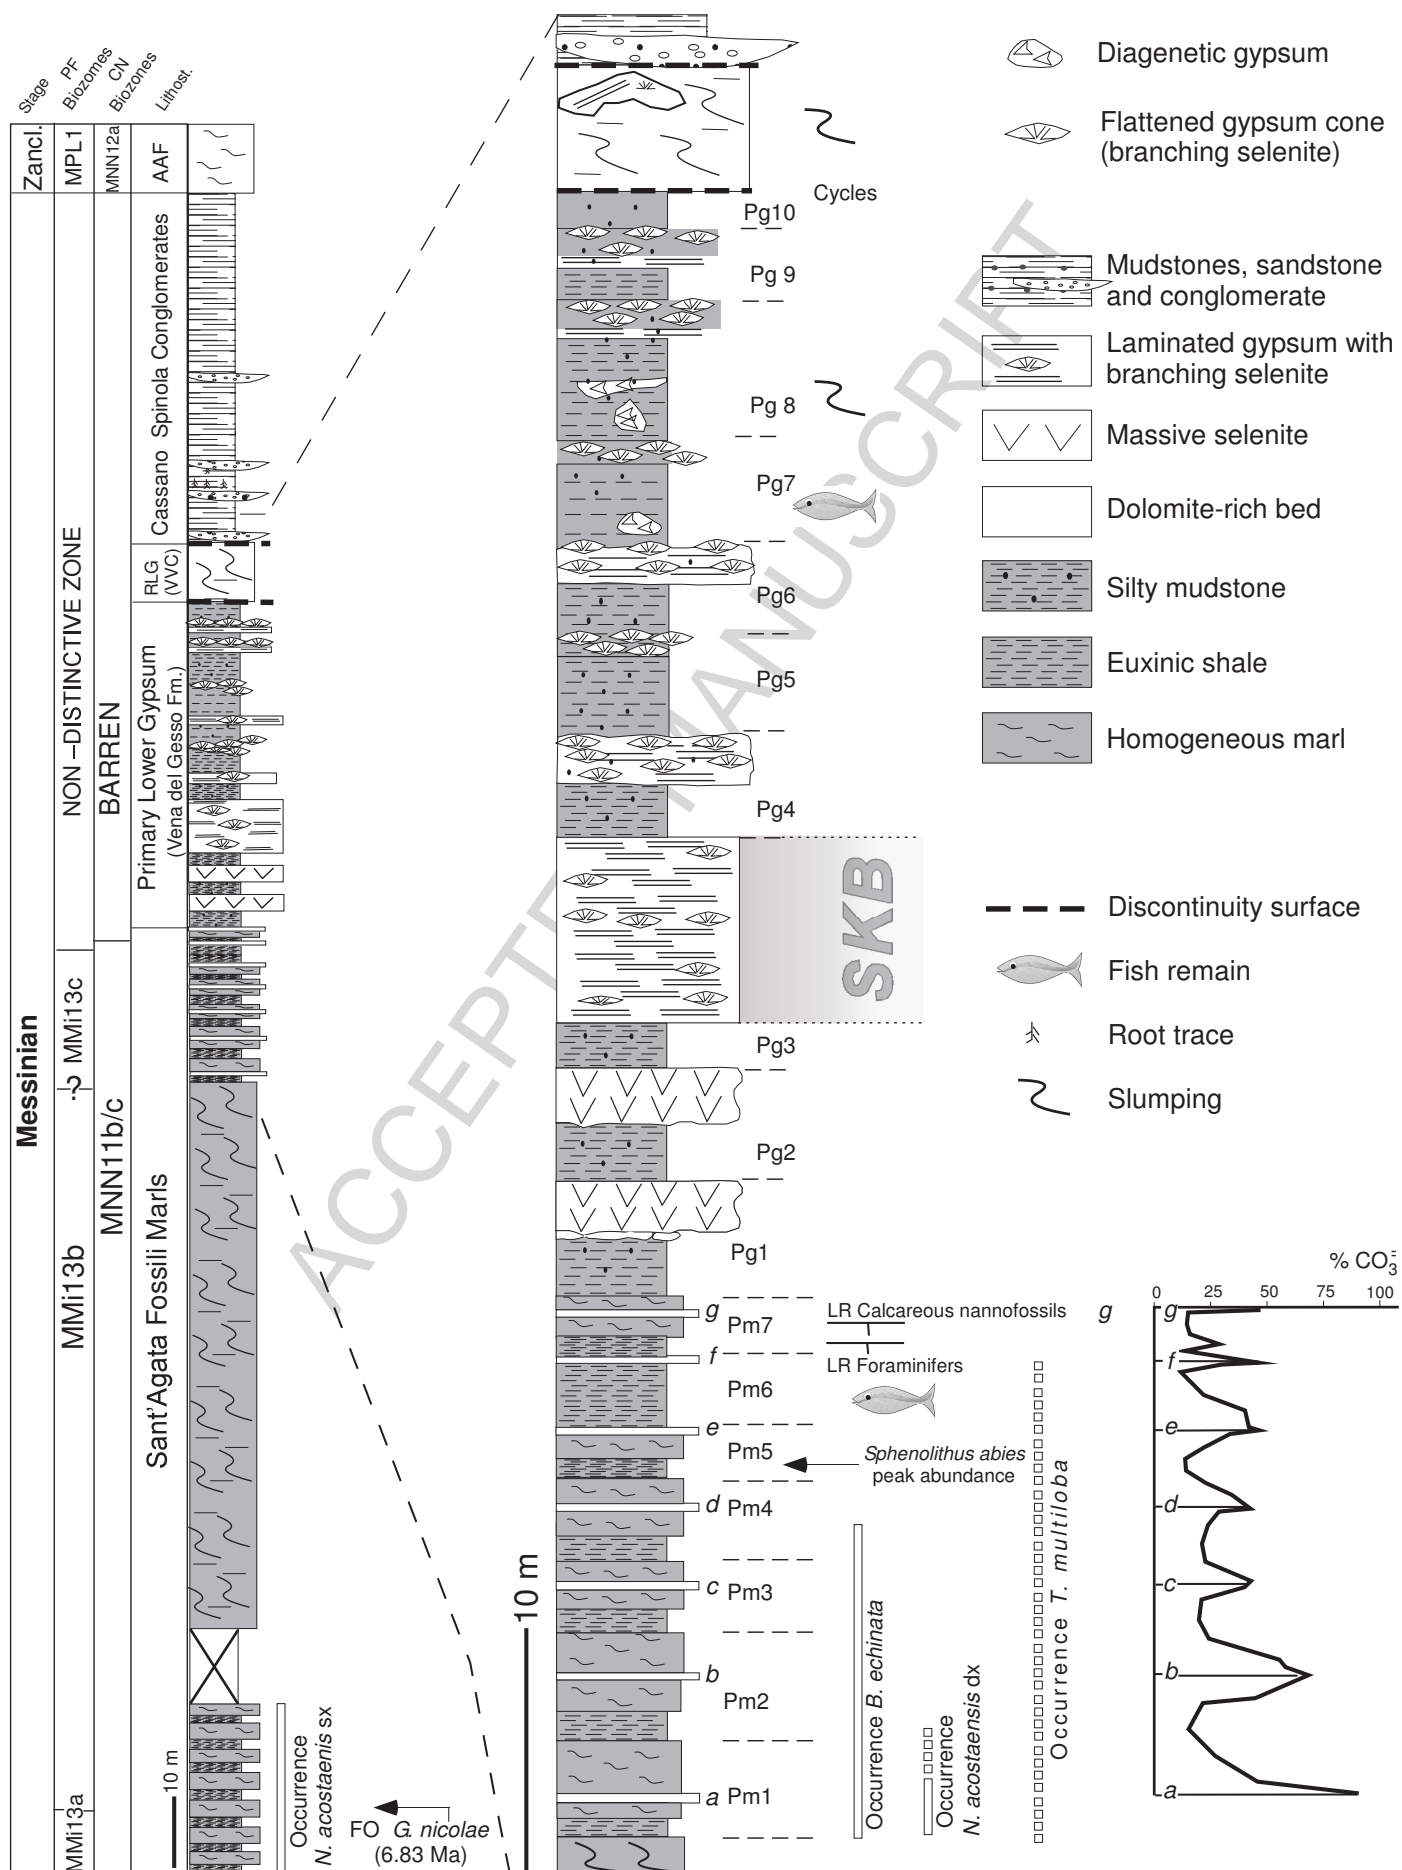 Stage
PF
Biozomes
CN
Biozones
Lithost.
Zancl.
MPL1
MNN12a
AAF
Messinian
NON –DISTINCTIVE ZONE
MMi13c
?
MMi13b
MMi13a
BARREN
MNN11b/c
Cassano Spinola Conglomerates
RLG
(VVC)
Primary Lower Gypsum
(Vena del Gesso Fm.)
Sant'Agata Fossili Marls
10 m
Occurrence
N. acostaenis sx
FO G. nicolae
(6.83 Ma)
10 m
Cycles
Pg10
Pg 9
Pg 8
Pg7
Pg6
Pg5
Pg4
SKB
Pg3
Pg2
Pg1
g
Pm7
f
Pm6
e
Pm5
d
Pm4
c
Pm3
b
Pm2
a
Pm1
LR Calcareous nannofossils
LR Foraminifers
Sphenolithus abies
peak abundance
Occurrence B. echinata
Occurrence
N. acostaensis dx
Occurrence T. multiloba
Diagenetic gypsum
Flattened gypsum cone
(branching selenite)
Mudstones, sandstone
and conglomerate
Laminated gypsum with
branching selenite
Massive selenite
Dolomite-rich bed
Silty mudstone
Euxinic shale
Homogeneous marl
Discontinuity surface
Fish remain
Root trace
Slumping
% CO3=
0 25 50 75 100
g
g
f
e
d
c
b
a
ACCEPTED MANUSCRIPT